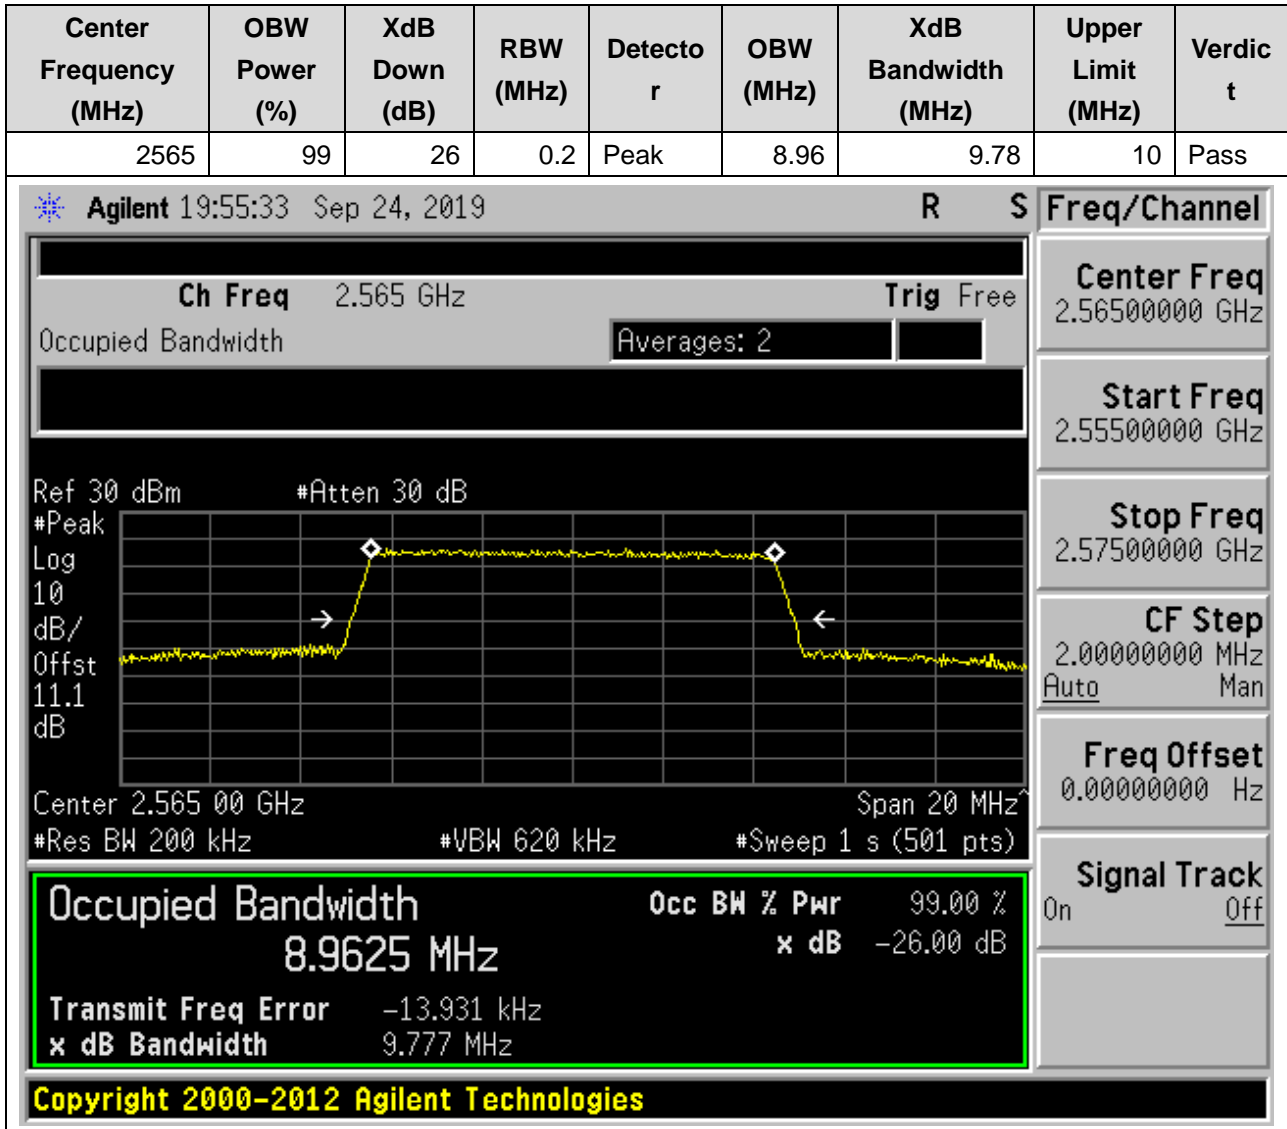 Center Frequency (MHz) OBW Power (%) XdB Down (dB) RBW (MHz) Detecto r OBW (MHz) XdB Bandwidth (MHz) Upper Limit (MHz) Verdic t
2565 99 26 0.2 Peak 8.96 9.78 10 Pass
Agilent 19:55:33 Sep 24, 2019 R S Freq/Channel
Ch Freq 2.565 GHz Trig Free
Occupied Bandwidth Averages: 2
Center Freq
2.56500000 GHz
Start Freq
2.55500000 GHz
Stop Freq
2.57500000 GHz
CF Step
2.00000000 MHz
Auto Man
Freq Offset
0.00000000 Hz
Signal Track
On Off
Ref 30 dBm #Atten 30 dB
#Peak
Log
10
dB/
Offst
11.1
dB
Center 2.565 00 GHz Span 20 MHz^
#Res BW 200 kHz #VBW 620 kHz #Sweep 1 s (501 pts)
Occupied Bandwidth Occ BW % Pwr 99.00 %
8.9625 MHz x dB -26.00 dB
Transmit Freq Error -13.931 kHz
x dB Bandwidth 9.777 MHz
Copyright 2000-2012 Agilent Technologies